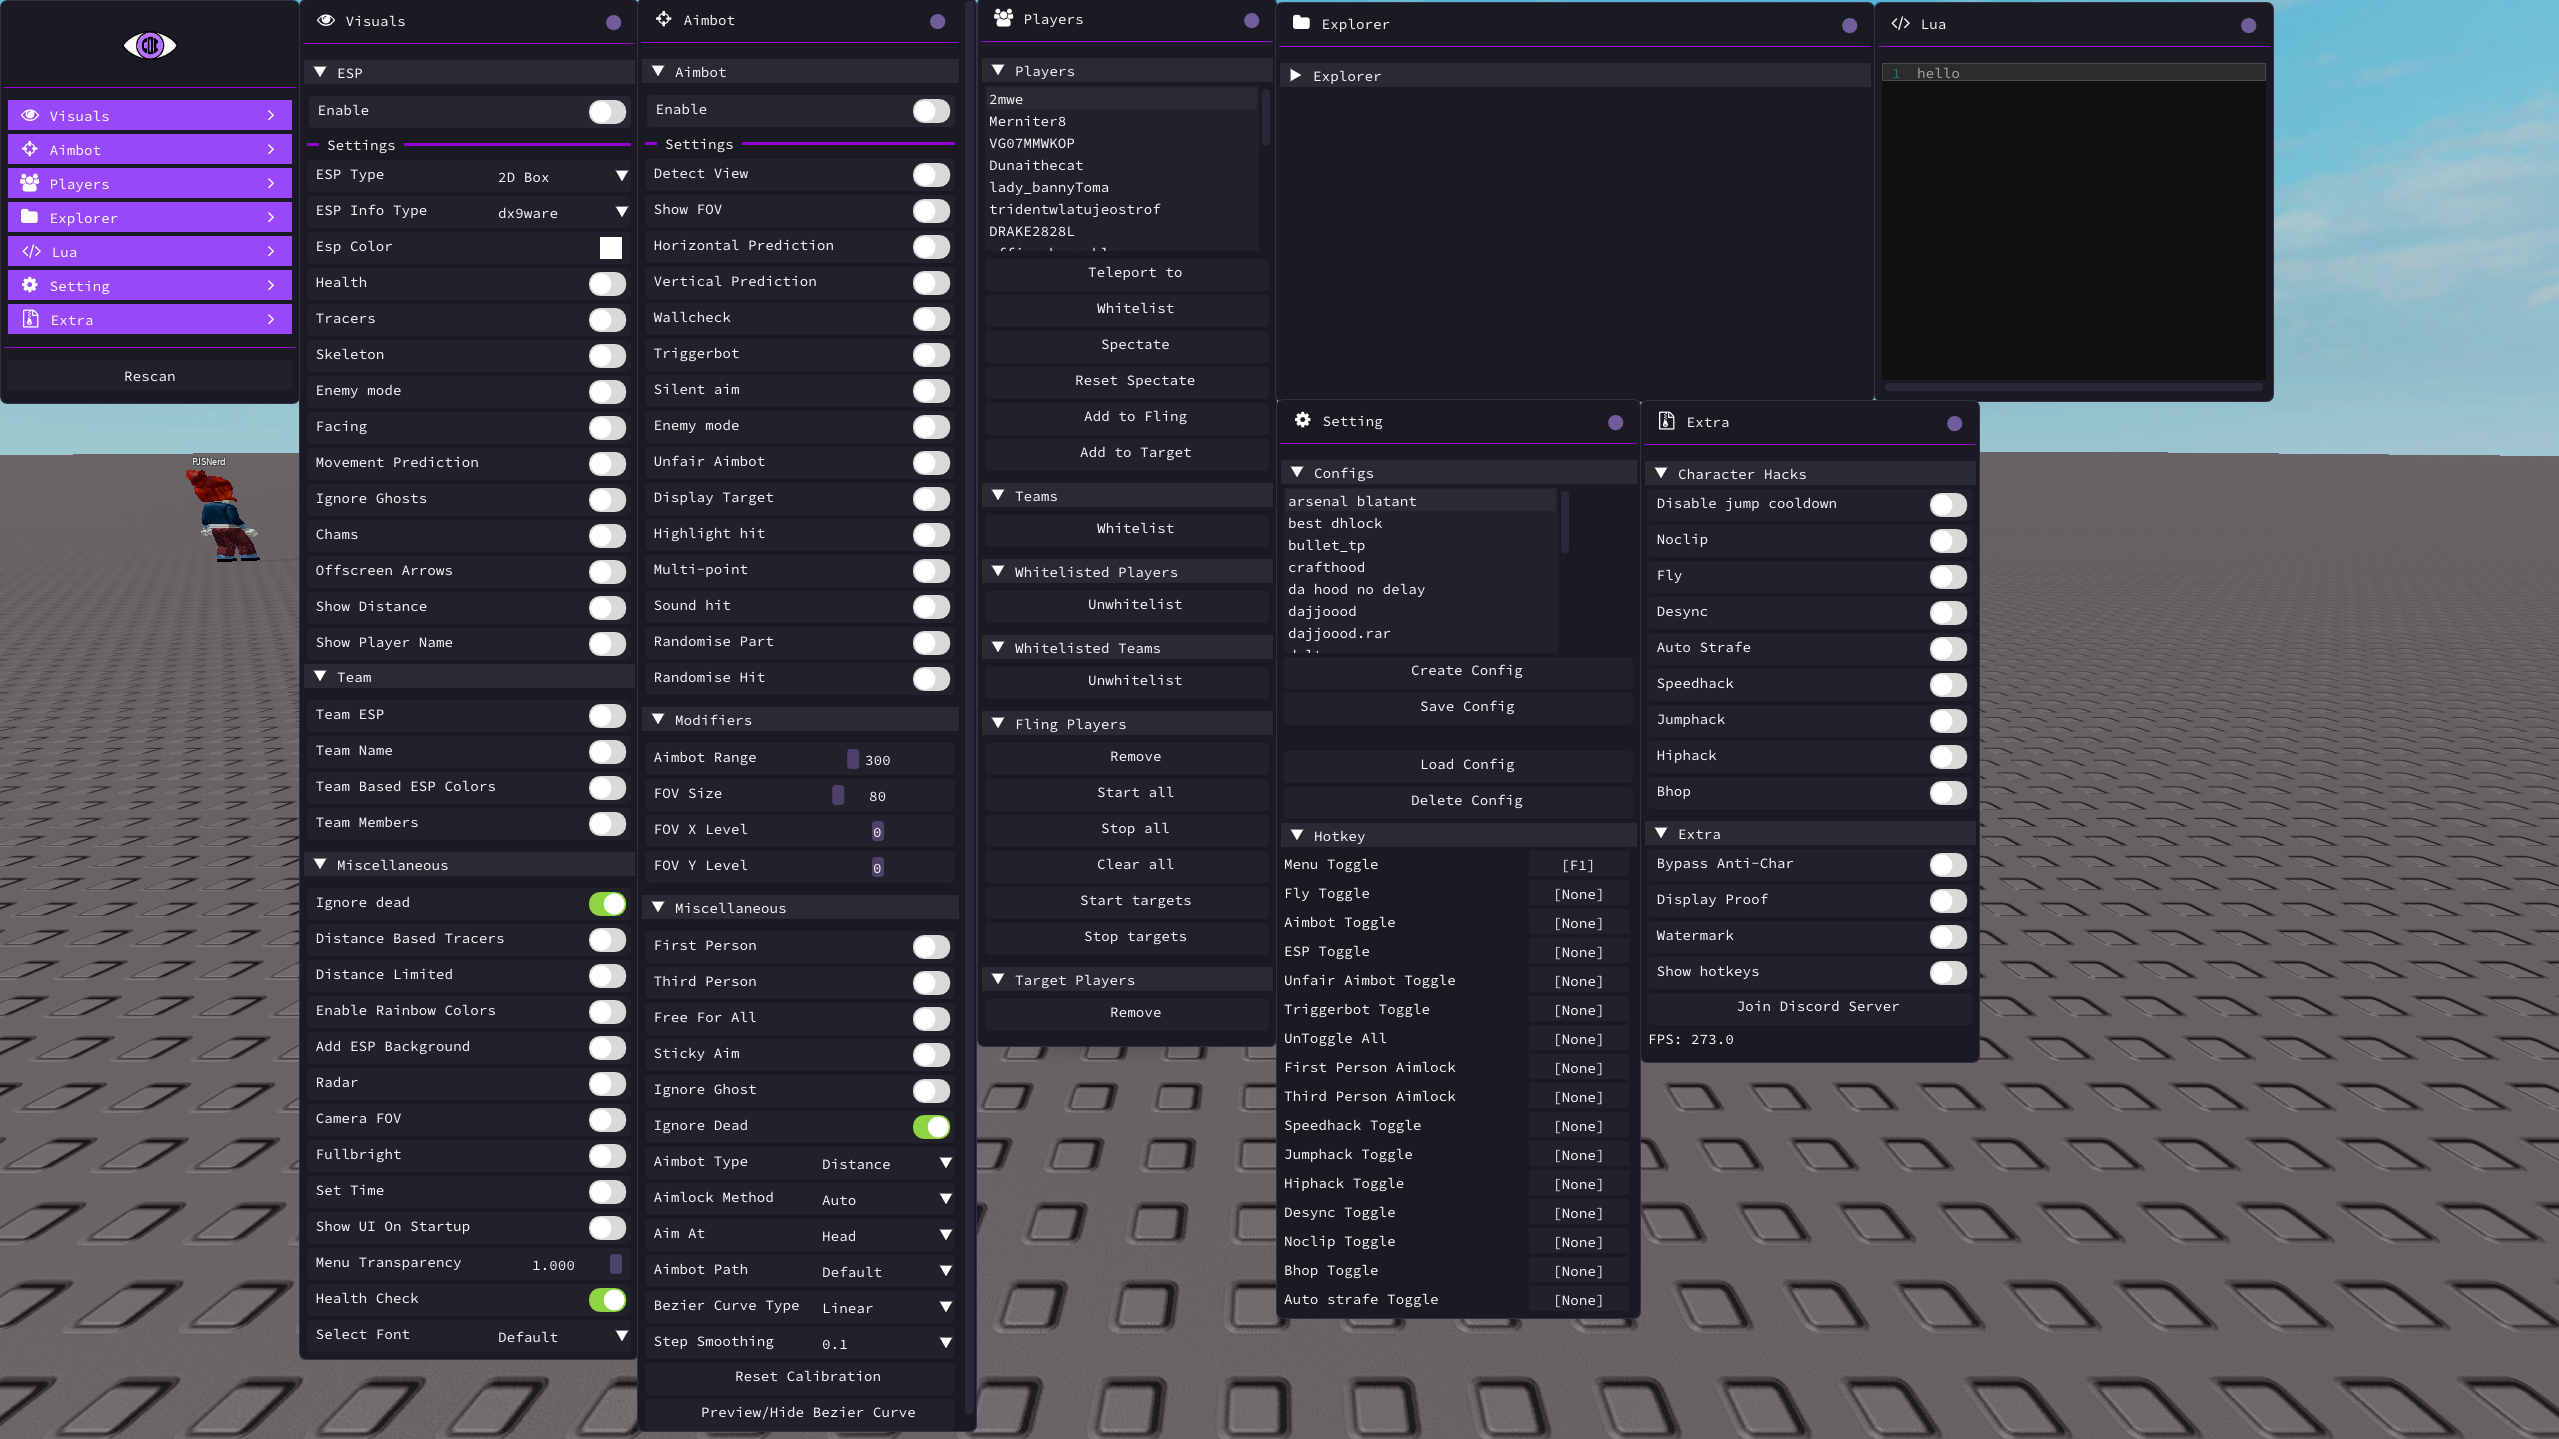 Visuals
Aimbot
Players
Explorer
Lua
Setting
Extra
Rescan
PJSNerd
Visuals
ESP
Enable
Settings
ESP Type 2D Box
ESP Info Type dx9ware
Esp Color
Health
Tracers
Skeleton
Enemy mode
Facing
Movement Prediction
Ignore Ghosts
Chams
Offscreen Arrows
Show Distance
Show Player Name
Team
Team ESP
Team Name
Team Based ESP Colors
Team Members
Miscellaneous
Ignore dead
Distance Based Tracers
Distance Limited
Enable Rainbow Colors
Add ESP Background
Radar
Camera FOV
Fullbright
Set Time
Show UI On Startup
Menu Transparency 1.000
Health Check
Select Font Default
Aimbot
Aimbot
Enable
Settings
Detect View
Show FOV
Horizontal Prediction
Vertical Prediction
Wallcheck
Triggerbot
Silent aim
Enemy mode
Unfair Aimbot
Display Target
Highlight hit
Multi-point
Sound hit
Randomise Part
Randomise Hit
Modifiers
Aimbot Range 300
FOV Size 80
FOV X Level 0
FOV Y Level 0
Miscellaneous
First Person
Third Person
Free For All
Sticky Aim
Ignore Ghost
Ignore Dead
Aimbot Type Distance
Aimlock Method Auto
Aim At Head
Aimbot Path Default
Bezier Curve Type Linear
Step Smoothing 0.1
Reset Calibration
Preview/Hide Bezier Curve
Players
Players
2mwe
Merniter8
VG07MMWKOP
Dunaithecat
lady_bannyToma
tridentwlatujeostrof
DRAKE2828L
Teleport to
Whitelist
Spectate
Reset Spectate
Add to Fling
Add to Target
Teams
Whitelist
Whitelisted Players
Unwhitelist
Whitelisted Teams
Unwhitelist
Fling Players
Remove
Start all
Stop all
Clear all
Start targets
Stop targets
Target Players
Remove
Explorer
Explorer
Lua
1 hello
Setting
Configs
arsenal blatant
best dhlock
bullet_tp
crafthood
da hood no delay
dajjoood
dajjoood.rar
Create Config
Save Config
Load Config
Delete Config
Hotkey
Menu Toggle [F1]
Fly Toggle [None]
Aimbot Toggle [None]
ESP Toggle [None]
Unfair Aimbot Toggle [None]
Triggerbot Toggle [None]
UnToggle All [None]
First Person Aimlock [None]
Third Person Aimlock [None]
Speedhack Toggle [None]
Jumphack Toggle [None]
Hiphack Toggle [None]
Desync Toggle [None]
Noclip Toggle [None]
Bhop Toggle [None]
Auto strafe Toggle [None]
Extra
Character Hacks
Disable jump cooldown
Noclip
Fly
Desync
Auto Strafe
Speedhack
Jumphack
Hiphack
Bhop
Extra
Bypass Anti-Char
Display Proof
Watermark
Show hotkeys
Join Discord Server
FPS: 273.0